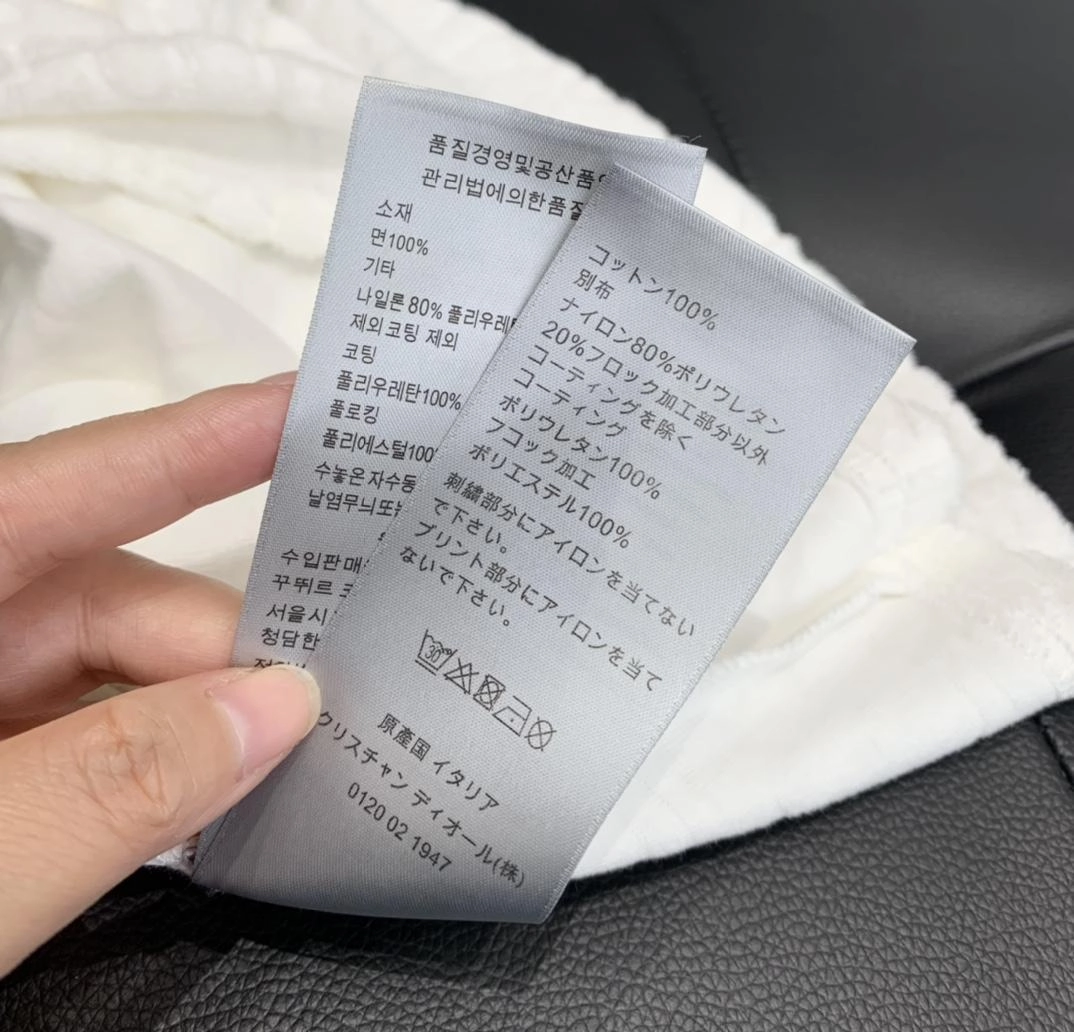 품질경영및공산품
관리법에의한품질
소재
면100%
기타
나일론 80% 폴리우레
제외 코팅 제외
코팅
폴리우레탄100%
플로킹
폴리에스털100
수놓은 자수
날염무늬또는
수입판매
꾸뛰르
서울시
청담한
コットン100%
別布
ナイロン80%ポリウレタン
20%フロック加工部分以外
コーティングを除く
コーティング
ポリウレタン100%
フコック加工
ポリエステル100%
刺繍部分にアイロンを当てない
で下さい。
プリント部分にアイロンを当て
ないで下さい。
30°
原產国 イタリア
クリスチャン ディオール(株)
0120 02 1947